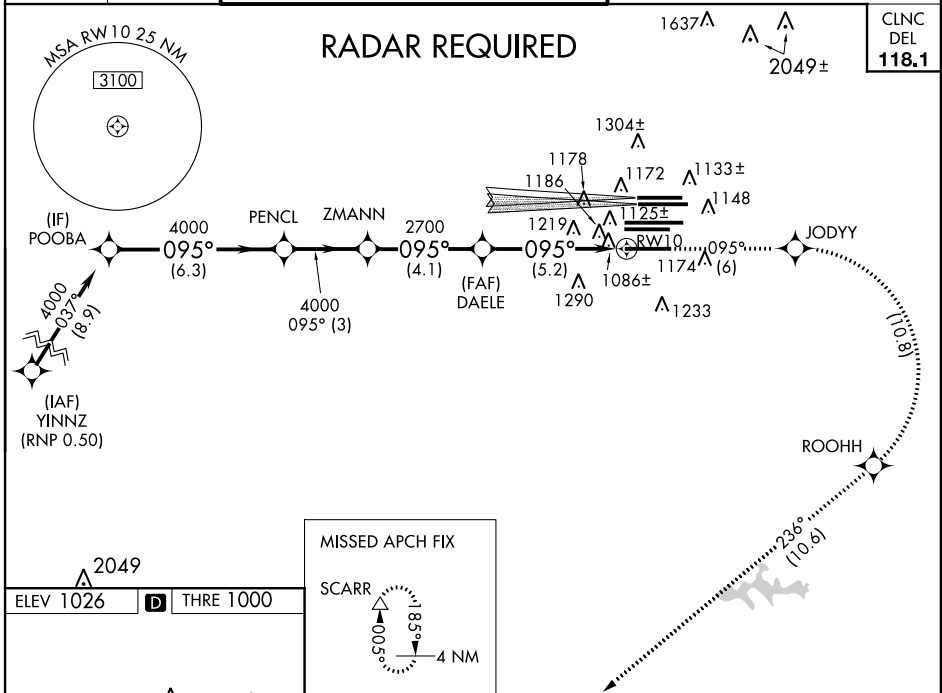 RADAR REQUIRED
MSA RW10 25 NM
3100
1637
2049±
CLNC
DEL
118.1
1304±
1178
1186
1172
1133±
1148
1219
1125±
RW10
1086±
1174
1290
1233
(IF)
POOBA
4000
095°
(6.3)
PENCL
ZMANN
4000
095° (3)
2700
095°
(4.1)
(FAF)
DAELE
095°
(5.2)
095°
(6)
JODYY
(10.8)
ROOHH
236°
(10.6)
4000
037°
(8.9)
(IAF)
YINNZ
(RNP 0.50)
2049
ELEV 1026
D
THRE 1000
MISSED APCH FIX
SCARR
005°
185°
4 NM